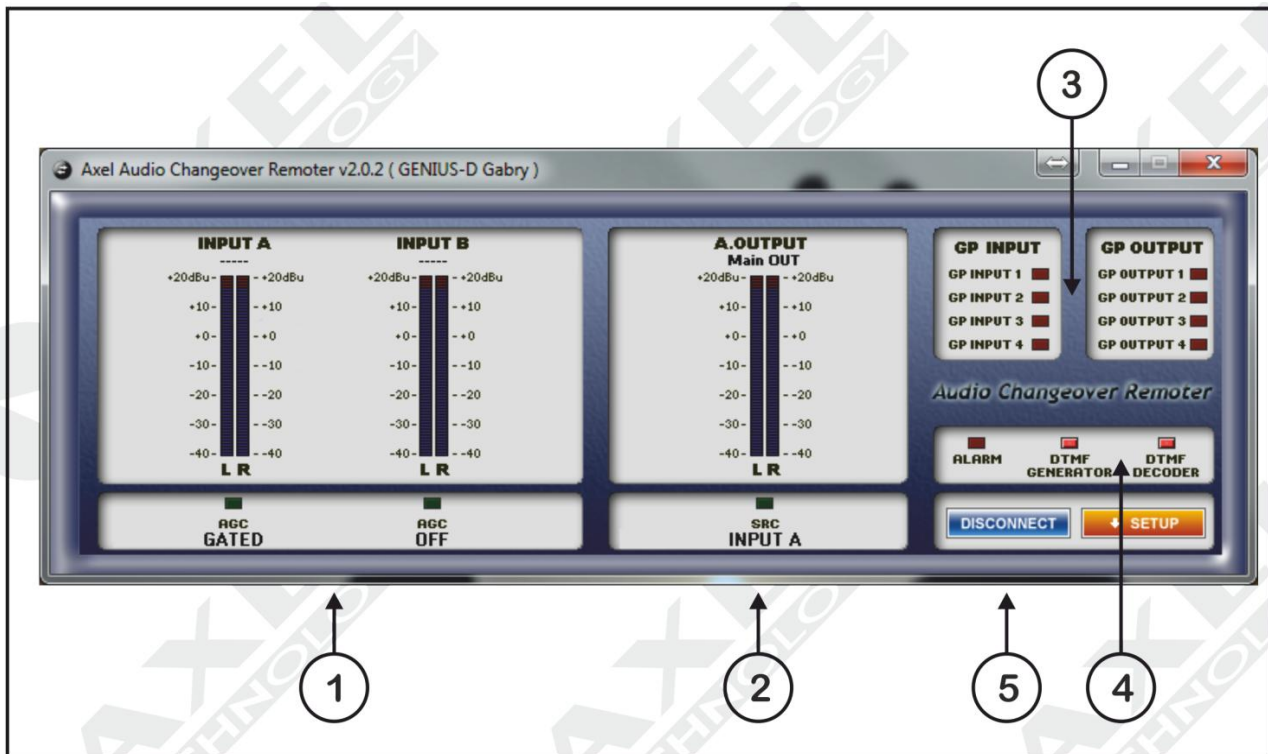 Axel Audio Changeover Remoter v2.0.2 ( GENIUS-D Gabry )
INPUT A
-----
+20dBu- -+20dBu
+10- -+10
+0- -+0
-10- --10
-20- --20
-30- --30
-40- --40
L R
INPUT B
-----
+20dBu- -+20dBu
+10- -+10
+0- -+0
-10- --10
-20- --20
-30- --30
-40- --40
L R
AGC
GATED
AGC
OFF
A.OUTPUT
Main OUT
+20dBu- -+20dBu
+10- -+10
+0- -+0
-10- --10
-20- --20
-30- --30
-40- --40
L R
SRC
INPUT A
GP INPUT
GP INPUT 1
GP INPUT 2
GP INPUT 3
GP INPUT 4
GP OUTPUT
GP OUTPUT 1
GP OUTPUT 2
GP OUTPUT 3
GP OUTPUT 4
Audio Changeover Remoter
ALARM
DTMF
GENERATOR
DTMF
DECODER
DISCONNECT
SETUP
3
1
2
5
4